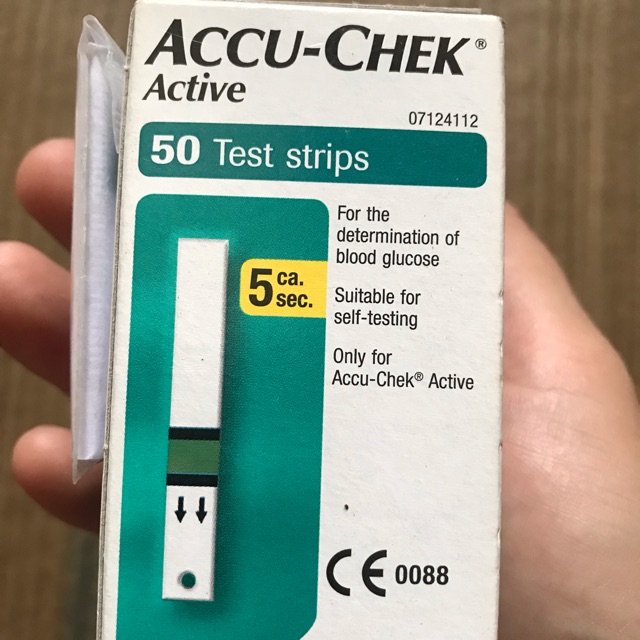 ACCU-CHEK®
Active
07124112
50 Test strips
For the
determination of
blood glucose
5 ca.
sec.
Suitable for
self-testing
Only for
Accu-Chek® Active
CE 0088